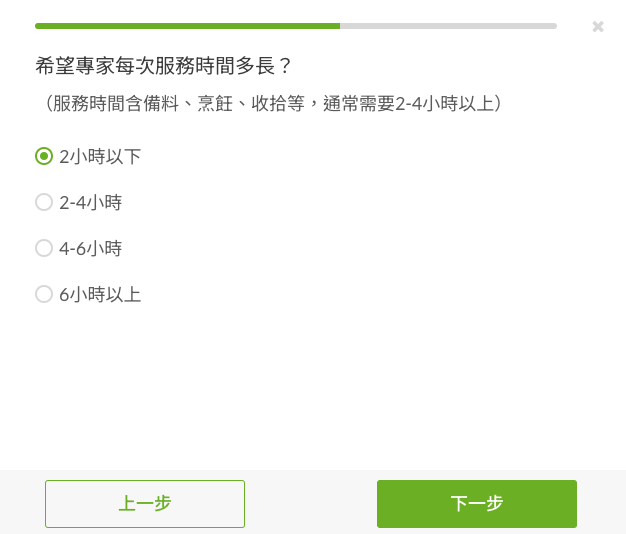 希望專家每次服務時間多長？
（服務時間含備料、烹飪、收拾等，通常需要2-4小時以上）
2小時以下
2-4小時
4-6小時
6小時以上
上一步
下一步